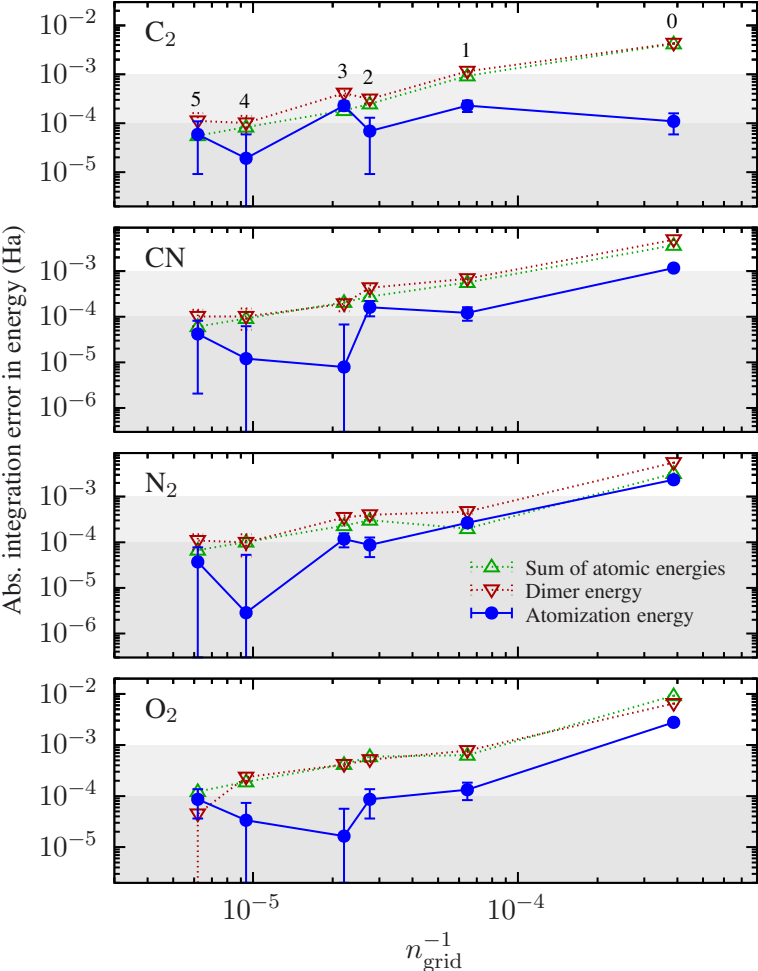 Abs. integration error in energy (Ha)
C₂
10⁻²
10⁻³
10⁻⁴
10⁻⁵
5 4 3 2 1 0
CN
10⁻³
10⁻⁴
10⁻⁵
10⁻⁶
N₂
10⁻³
10⁻⁴
10⁻⁵
10⁻⁶
Sum of atomic energies
Dimer energy
Atomization energy
O₂
10⁻²
10⁻³
10⁻⁴
10⁻⁵
10⁻⁵ 10⁻⁴
n⁻¹grid